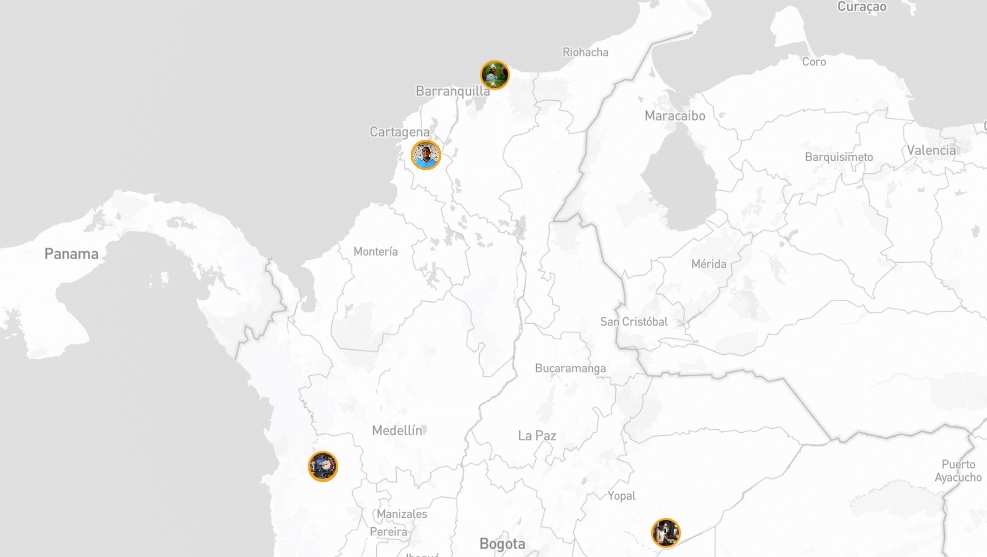 Curaçao
Riohacha
Coro
Barranquilla
Maracaibo
Cartagena
Valencia
Barquisimeto
Panama
Montería
Mérida
San Cristóbal
Bucaramanga
Medellín
La Paz
Puerto
Ayacucho
Yopal
Manizales
Pereira
Bogota